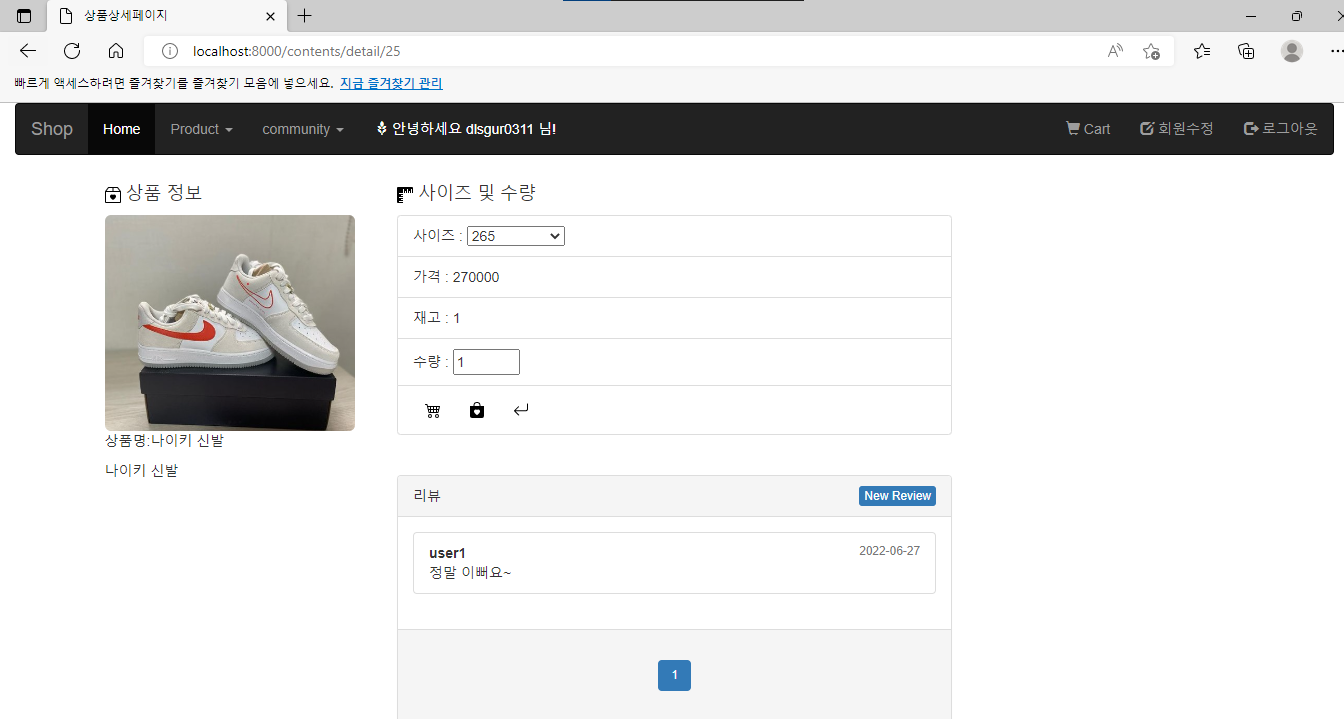 상품상세페이지
localhost:8000/contents/detail/25
빠르게 액세스하려면 즐겨찾기를 즐겨찾기 모음에 넣으세요. 지금 즐겨찾기 관리
Shop Home Product community 안녕하세요 dlsgur0311 님! Cart 회원수정 로그아웃
상품 정보
사이즈 및 수량
사이즈 : 265
가격 : 270000
재고 : 1
수량 : 1
상품명:나이키 신발
나이키 신발
리뷰 New Review
user1 2022-06-27
정말 이뻐요~
1